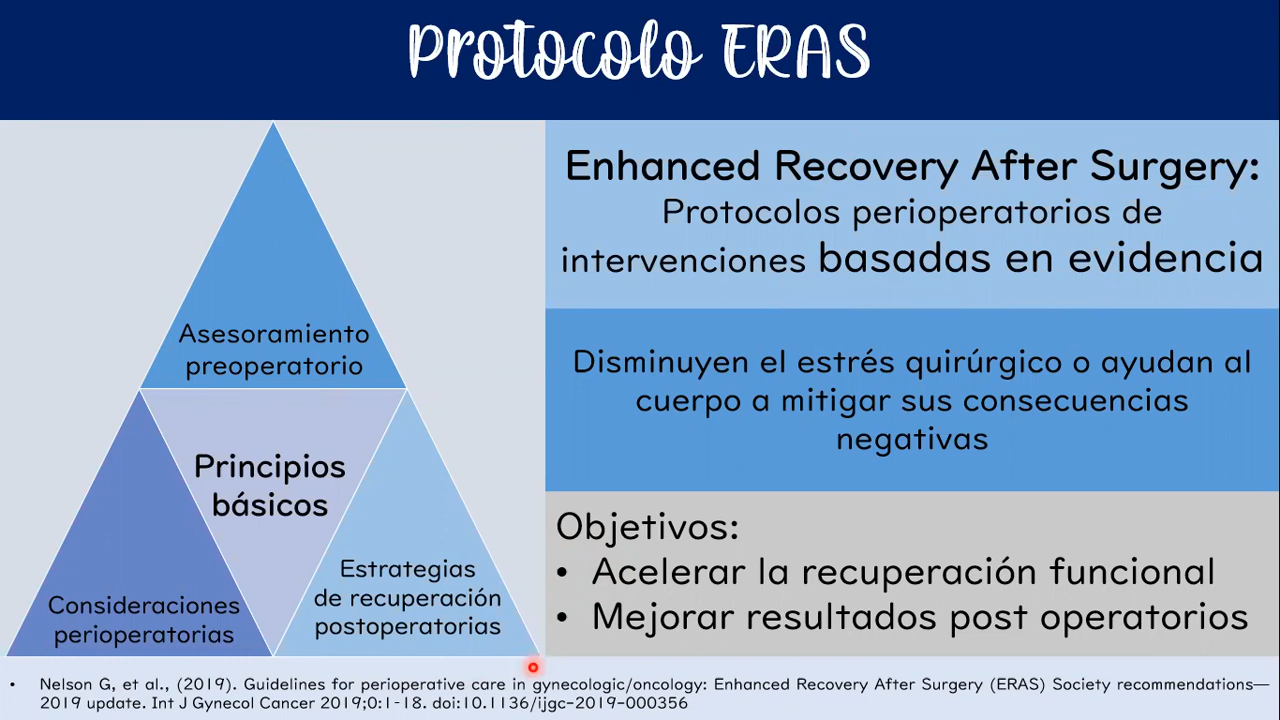 Protocolo ERAS
Asesoramiento
preoperatorio
Principios
básicos
Consideraciones
perioperatorias
Estrategias
de recuperación
postoperatorias
Enhanced Recovery After Surgery:
Protocolos perioperatorios de
intervenciones basadas en evidencia
Disminuyen el estrés quirúrgico o ayudan al
cuerpo a mitigar sus consecuencias
negativas
Objetivos:
• Acelerar la recuperación funcional
• Mejorar resultados post operatorios
• Nelson G, et al., (2019). Guidelines for perioperative care in gynecologic/oncology: Enhanced Recovery After Surgery (ERAS) Society recommendations—
2019 update. Int J Gynecol Cancer 2019;0:1-18. doi:10.1136/ijgc-2019-000356